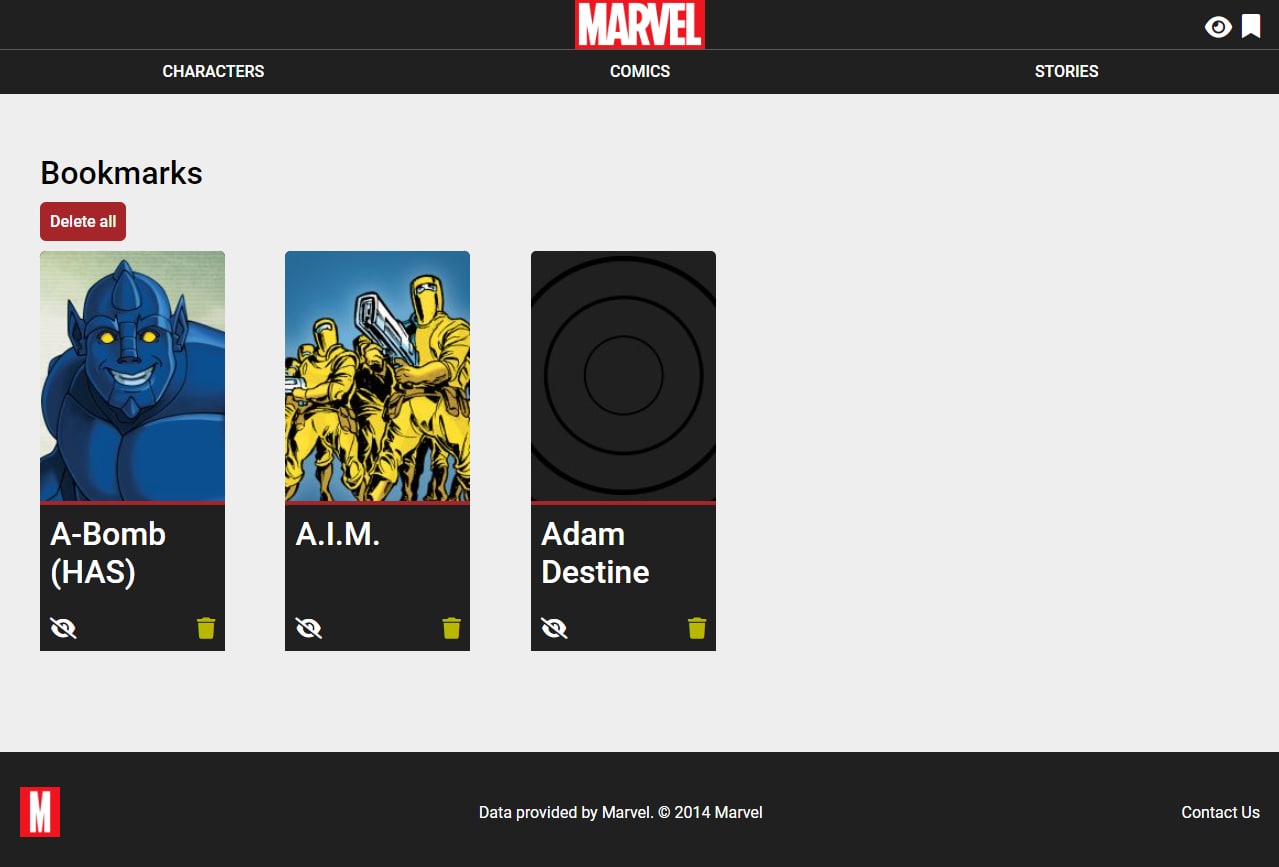 MARVEL
CHARACTERS
COMICS
STORIES
Bookmarks
Delete all
A-Bomb
(HAS)
A.I.M.
Adam
Destine
M
Data provided by Marvel. © 2014 Marvel
Contact Us